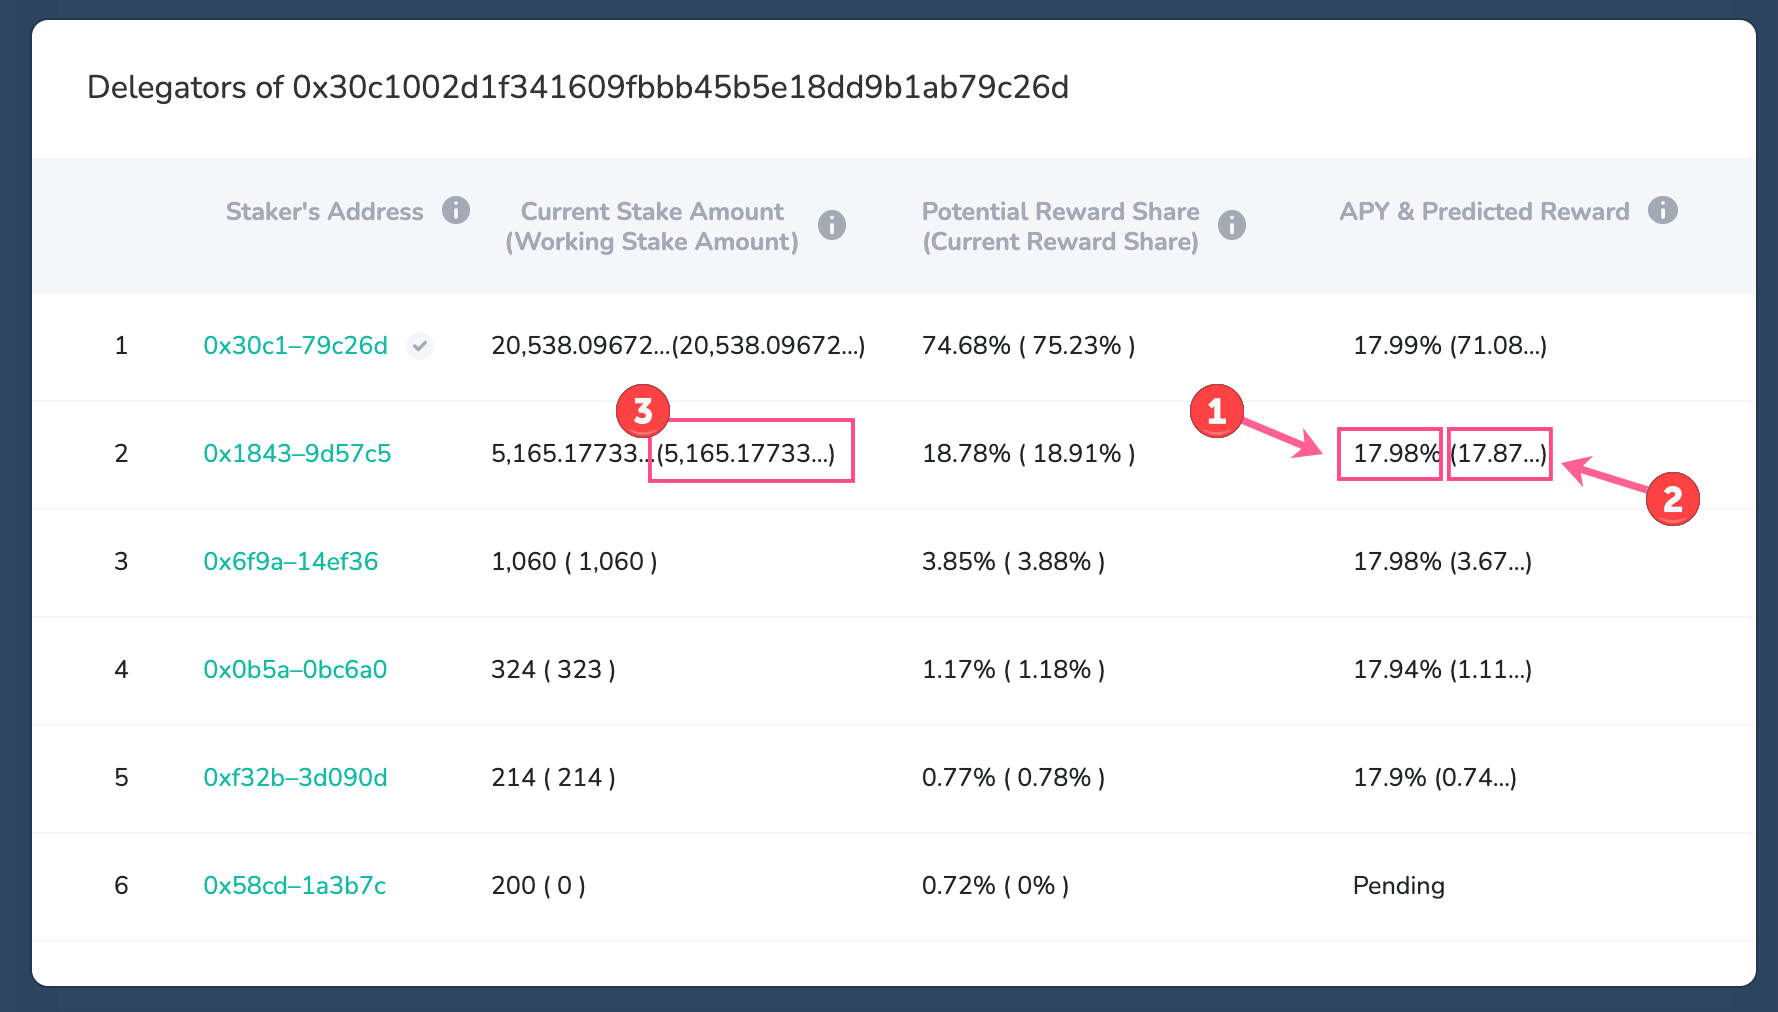 Delegators of 0x30c1002d1f341609fbbb45b5e18dd9b1ab79c26d
Staker's Address
Current Stake Amount
(Working Stake Amount)
Potential Reward Share
(Current Reward Share)
APY & Predicted Reward
1 0x30c1–79c26d 20,538.09672...(20,538.09672...) 74.68% ( 75.23% ) 17.99% (71.08...)
3 1
2 0x1843–9d57c5 5,165.17733...(5,165.17733...) 18.78% ( 18.91% ) 17.98% (17.87...)
2
3 0x6f9a–14ef36 1,060 ( 1,060 ) 3.85% ( 3.88% ) 17.98% (3.67...)
4 0x0b5a–0bc6a0 324 ( 323 ) 1.17% ( 1.18% ) 17.94% (1.11...)
5 0xf32b–3d090d 214 ( 214 ) 0.77% ( 0.78% ) 17.9% (0.74...)
6 0x58cd–1a3b7c 200 ( 0 ) 0.72% ( 0% ) Pending